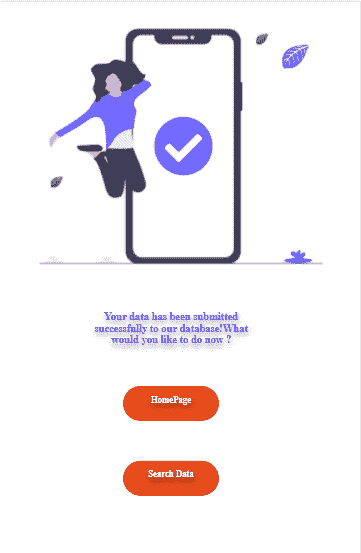 Your data has been submitted
successfully to our database!What
would you like to do now ?
HomePage
Search Data